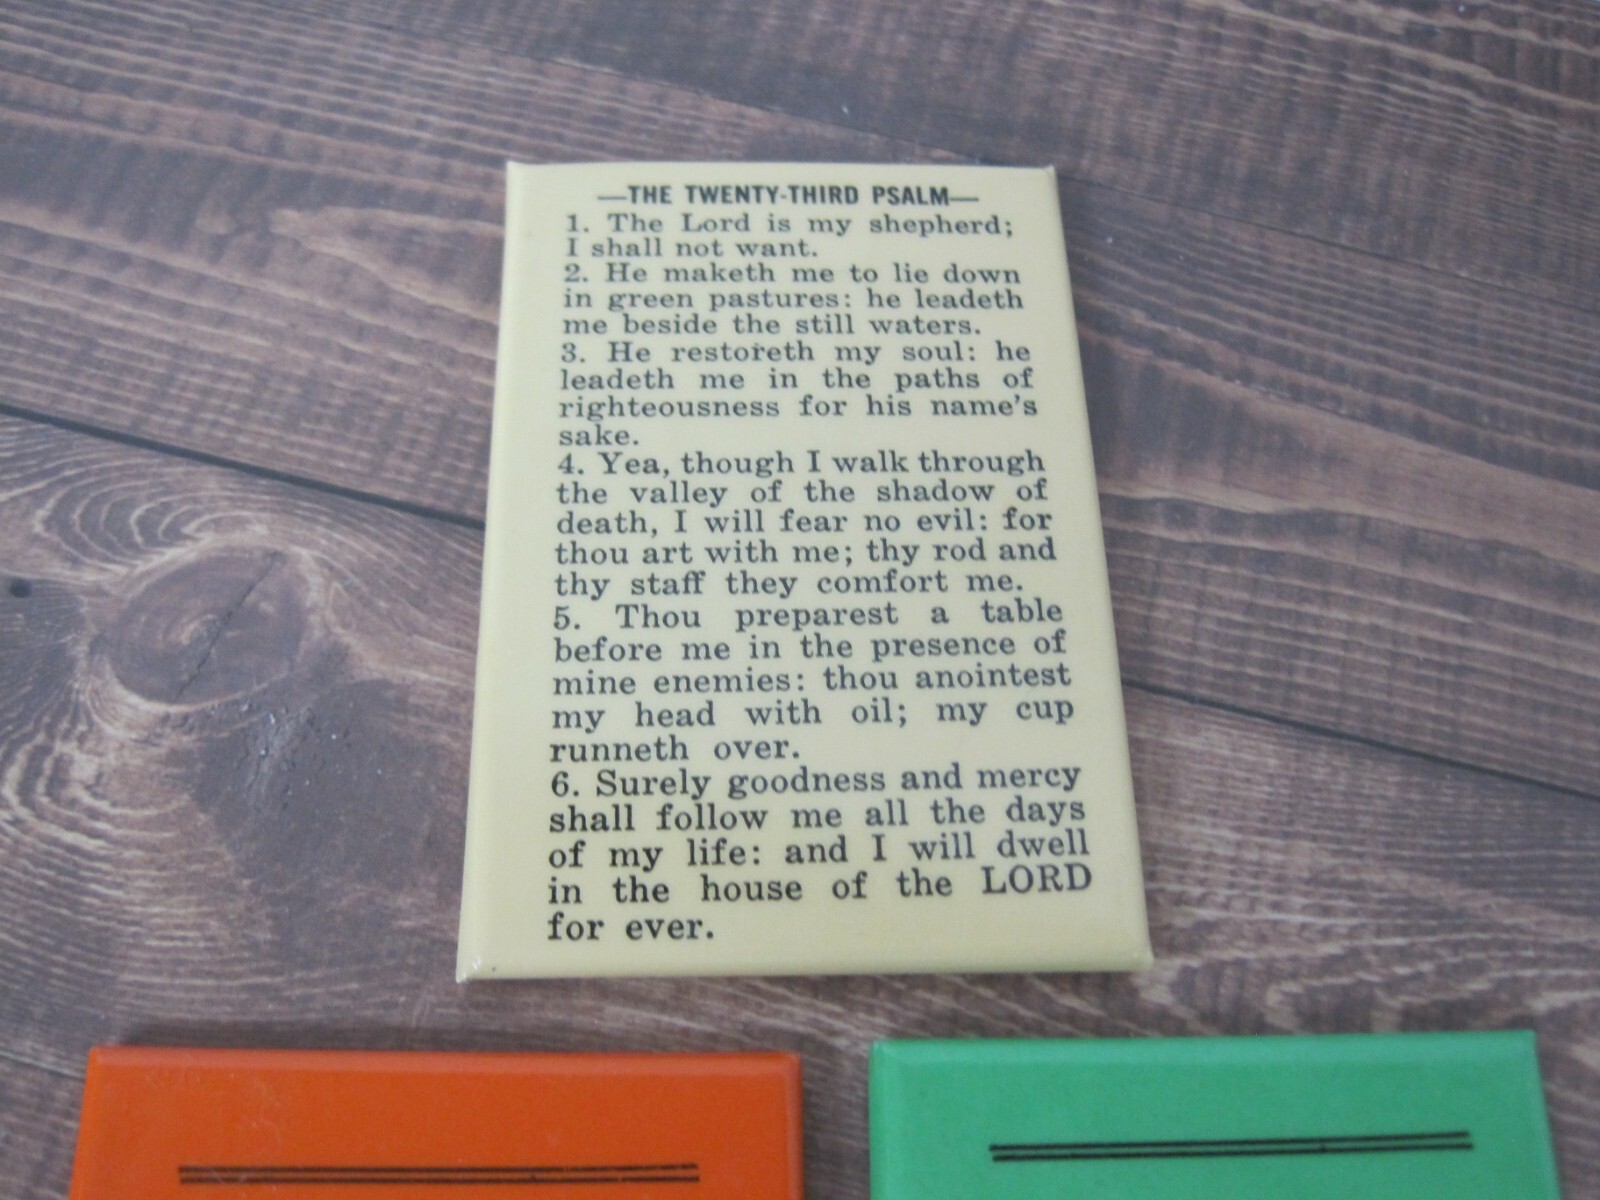 —THE TWENTY-THIRD PSALM—
1. The Lord is my shepherd;
I shall not want.
2. He maketh me to lie down
in green pastures: he leadeth
me beside the still waters.
3. He restoreth my soul: he
leadeth me in the paths of
righteousness for his name's
sake.
4. Yea, though I walk through
the valley of the shadow of
death, I will fear no evil: for
thou art with me; thy rod and
thy staff they comfort me.
5. Thou preparest a table
before me in the presence of
mine enemies: thou anointest
my head with oil; my cup
runneth over.
6. Surely goodness and mercy
shall follow me all the days
of my life: and I will dwell
in the house of the LORD
for ever.